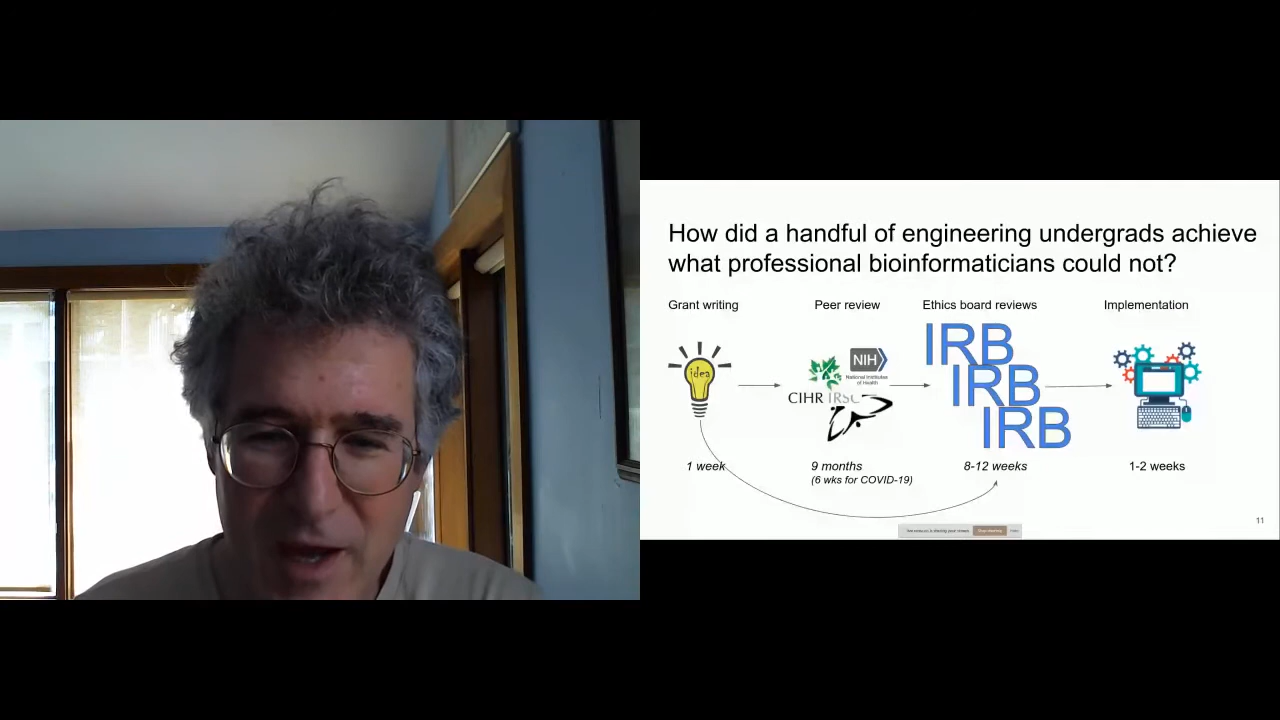 How did a handful of engineering undergrads achieve
what professional bioinformaticians could not?
Grant writing
Peer review
Ethics board reviews
Implementation
idea
NIH
National Institutes
of Health
CIHR IRSC
IRB
IRB
IRB
1 week
9 months
(6 wks for COVID-19)
8-12 weeks
1-2 weeks
11